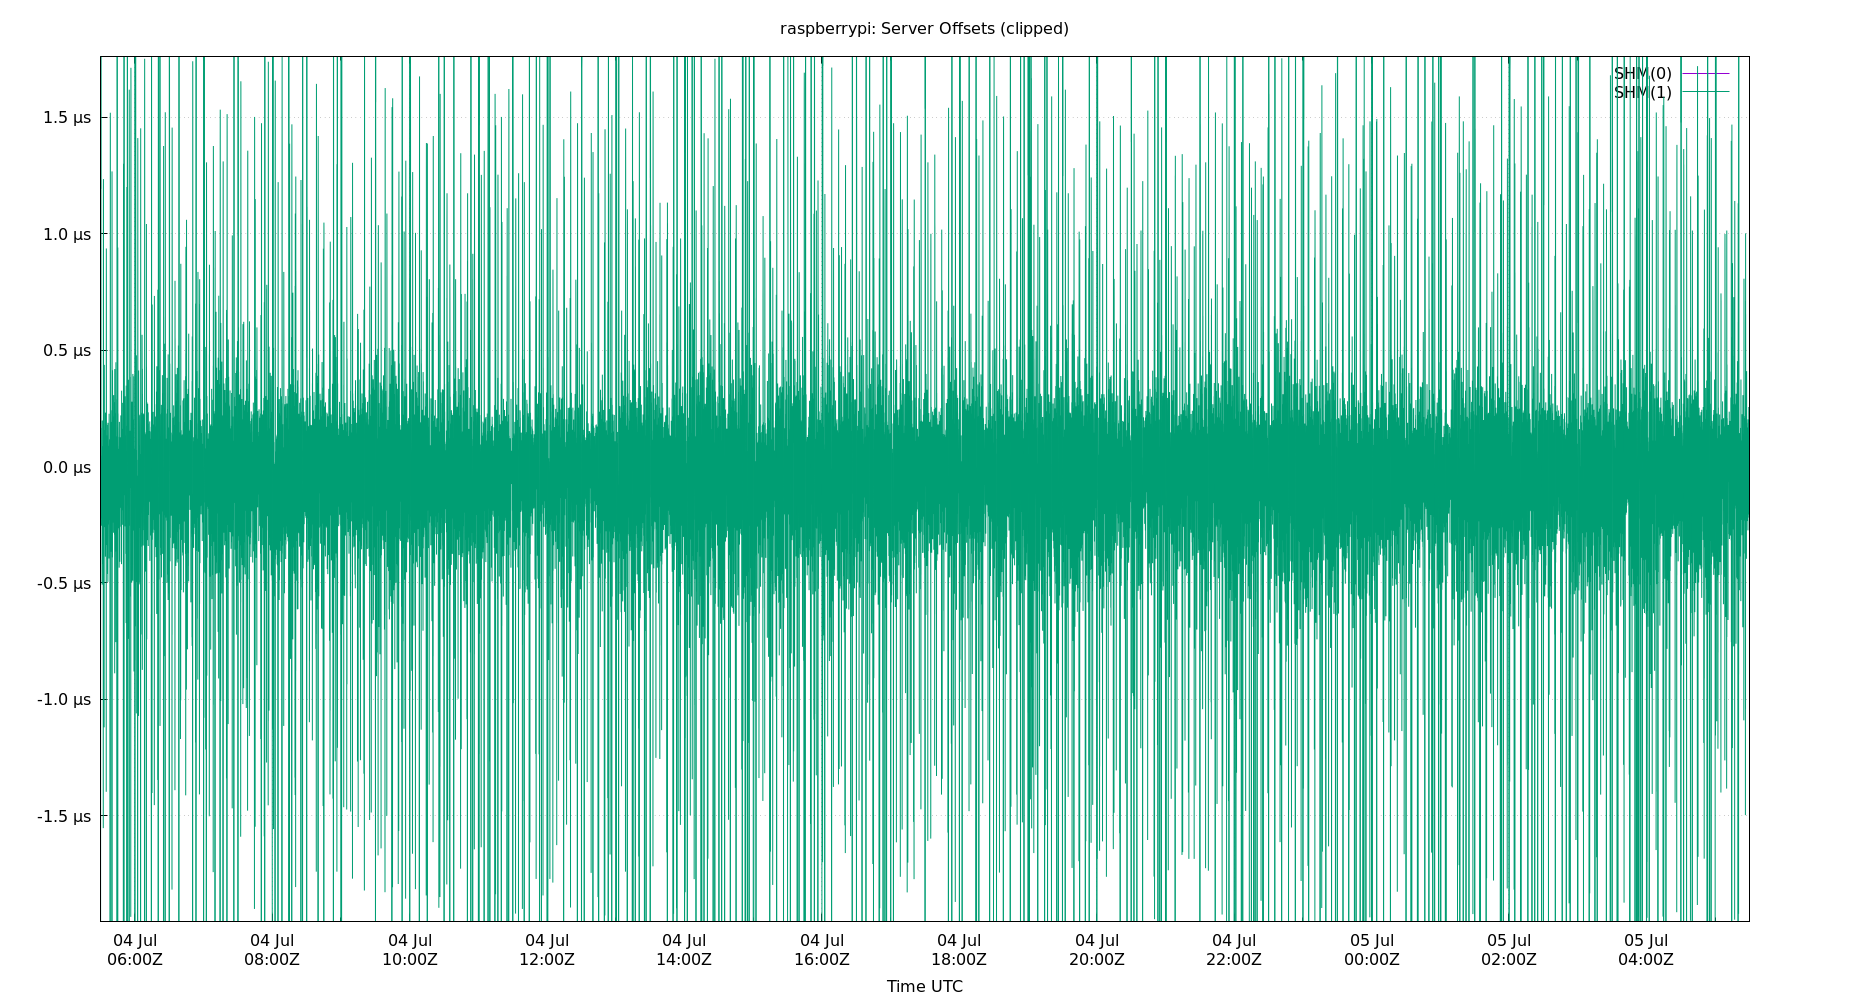 raspberrypi: Server Offsets (clipped)
SHM(0)
SHM(1)
1.5 µs
1.0 µs
0.5 µs
0.0 µs
-0.5 µs
-1.0 µs
-1.5 µs
04 Jul 04 Jul 04 Jul 04 Jul 04 Jul 04 Jul 04 Jul 04 Jul 04 Jul 05 Jul 05 Jul 05 Jul
06:00Z 08:00Z 10:00Z 12:00Z 14:00Z 16:00Z 18:00Z 20:00Z 22:00Z 00:00Z 02:00Z 04:00Z
Time UTC